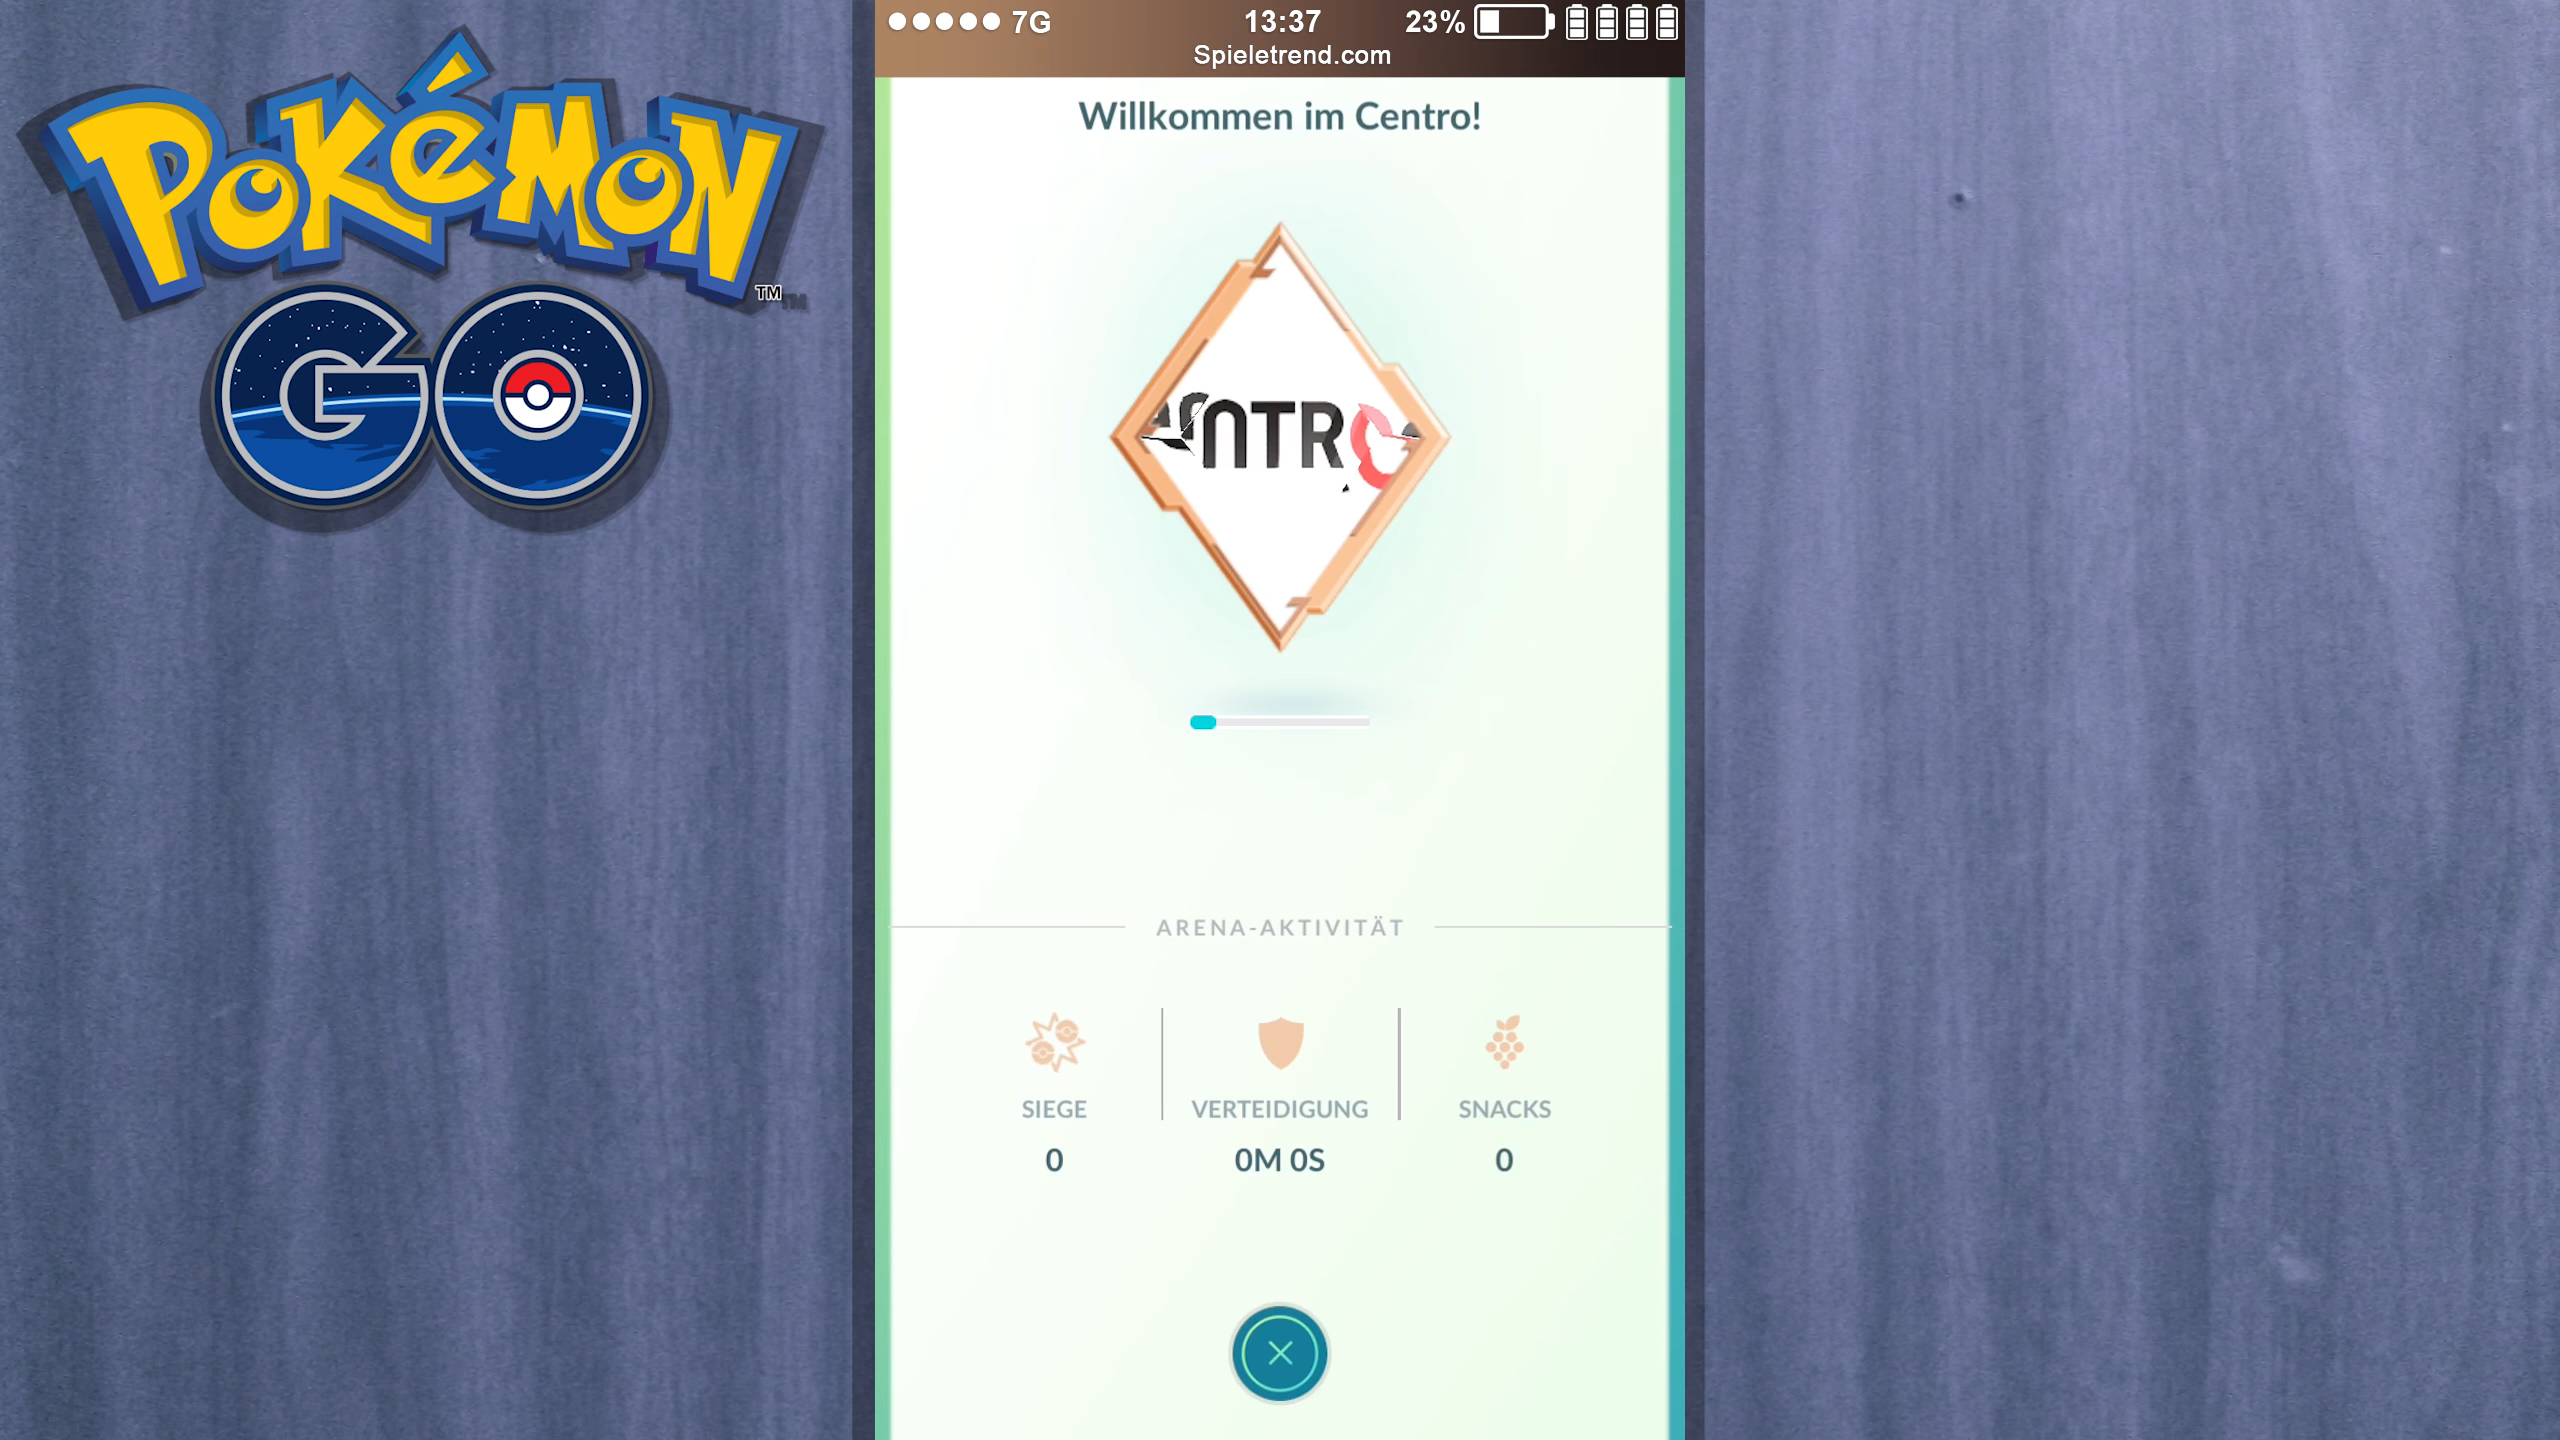 POKéMON
TM
GO
7G 13:37 23%
Spieletrend.com
Willkommen im Centro!
NTRO
ARENA-AKTIVITÄT
SIEGE VERTEIDIGUNG SNACKS
0 0M 0S 0